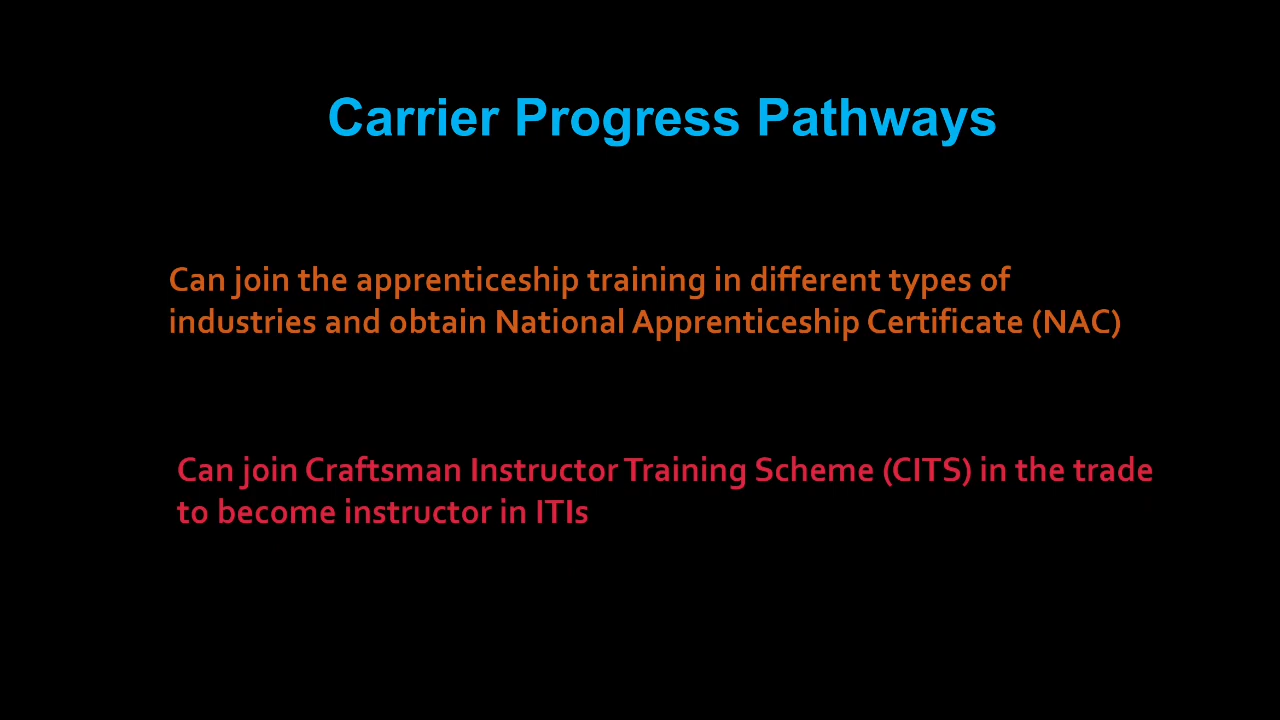 Carrier Progress Pathways
Can join the apprenticeship training in different types of
industries and obtain National Apprenticeship Certificate (NAC)
Can join Craftsman Instructor Training Scheme (CITS) in the trade
to become instructor in ITIs